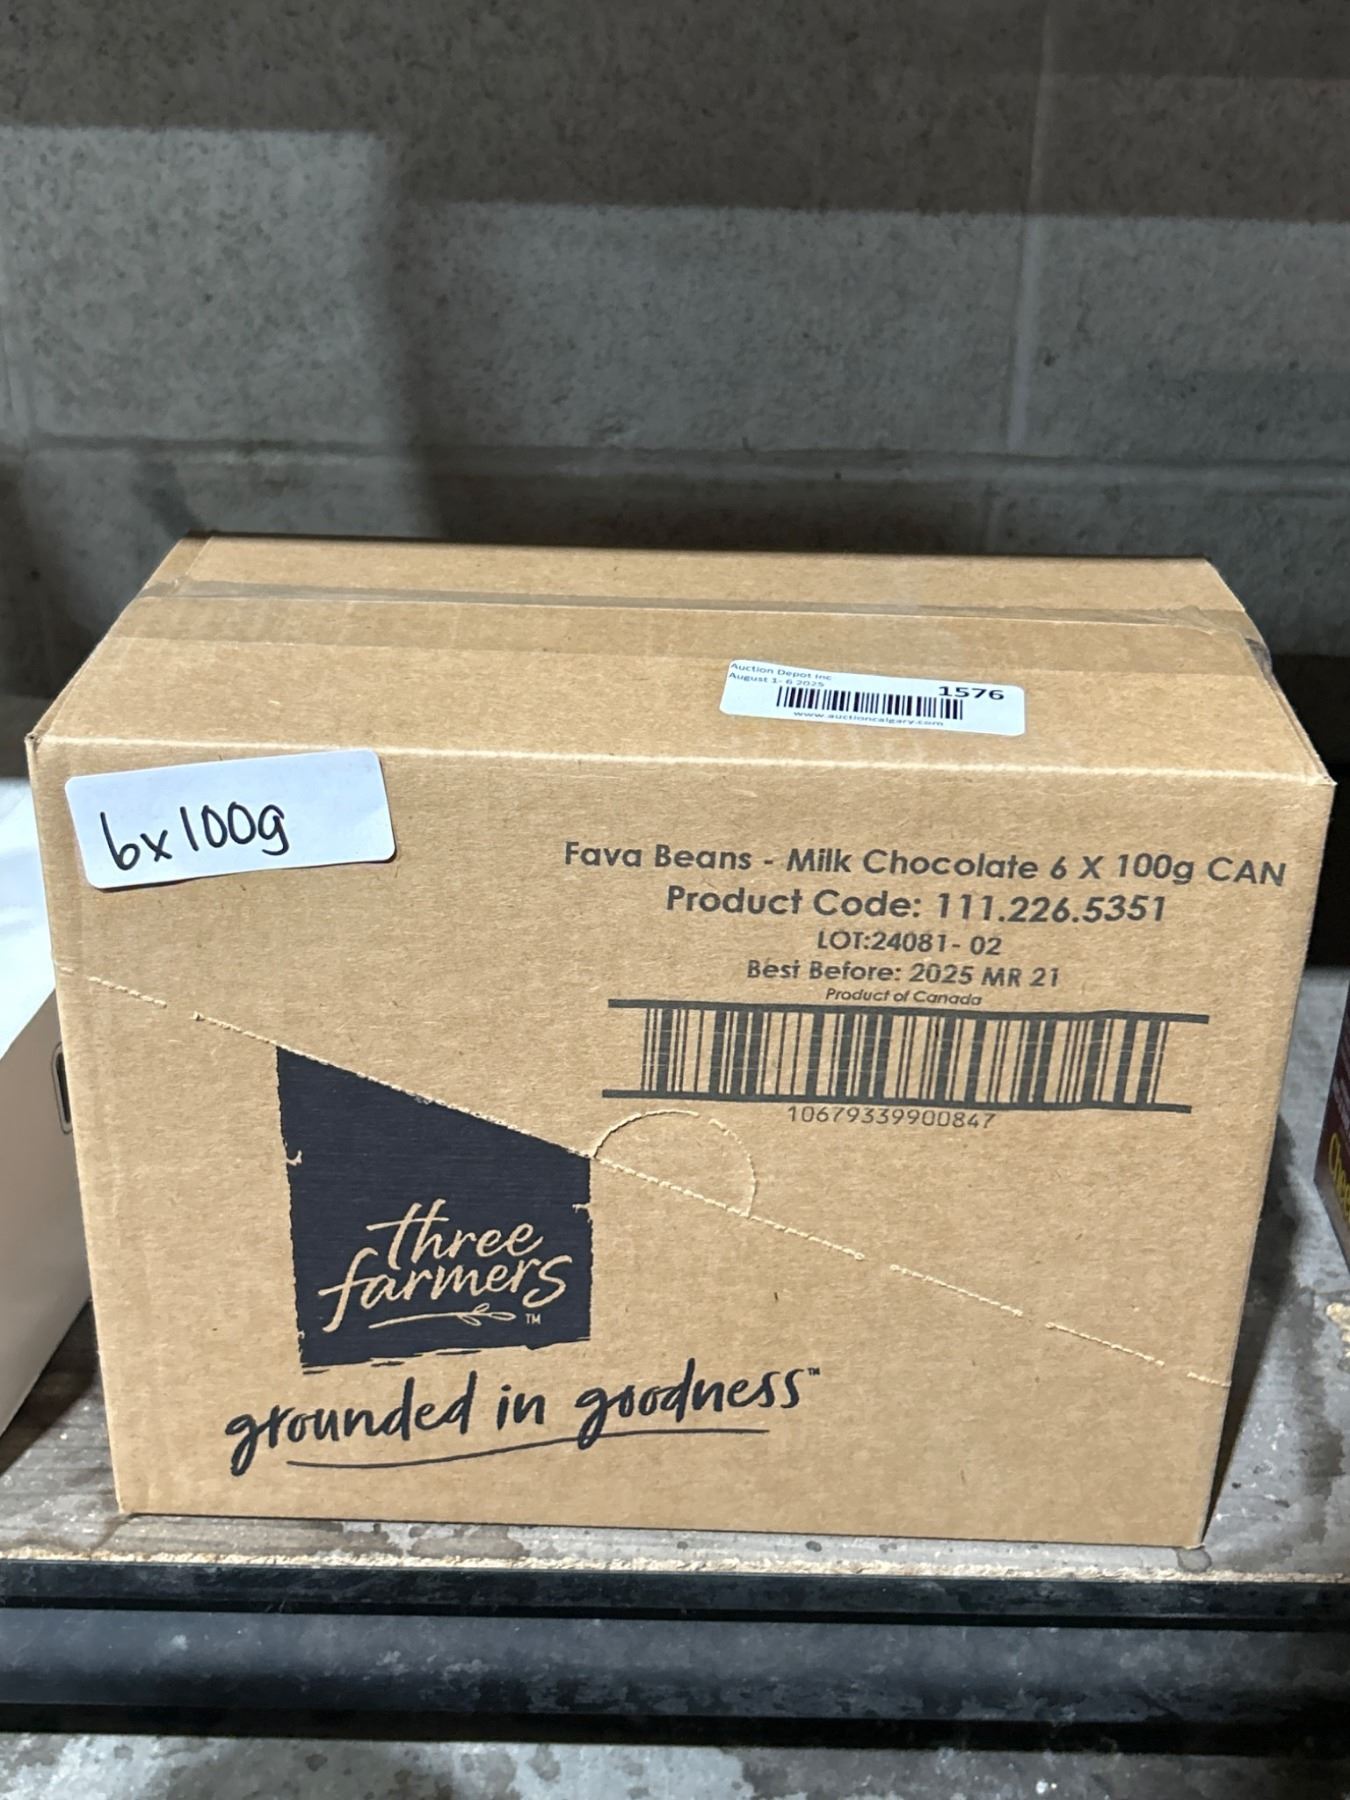 Auction Depot Inc
August 1- 6 2025
1576
www.auctioncalgary.com
6x100g
Fava Beans - Milk Chocolate 6 X 100g CAN
Product Code: 111.226.5351
LOT:24081- 02
Best Before: 2025 MR 21
Product of Canada
10679339900847
three
farmers
TM
grounded in goodness™